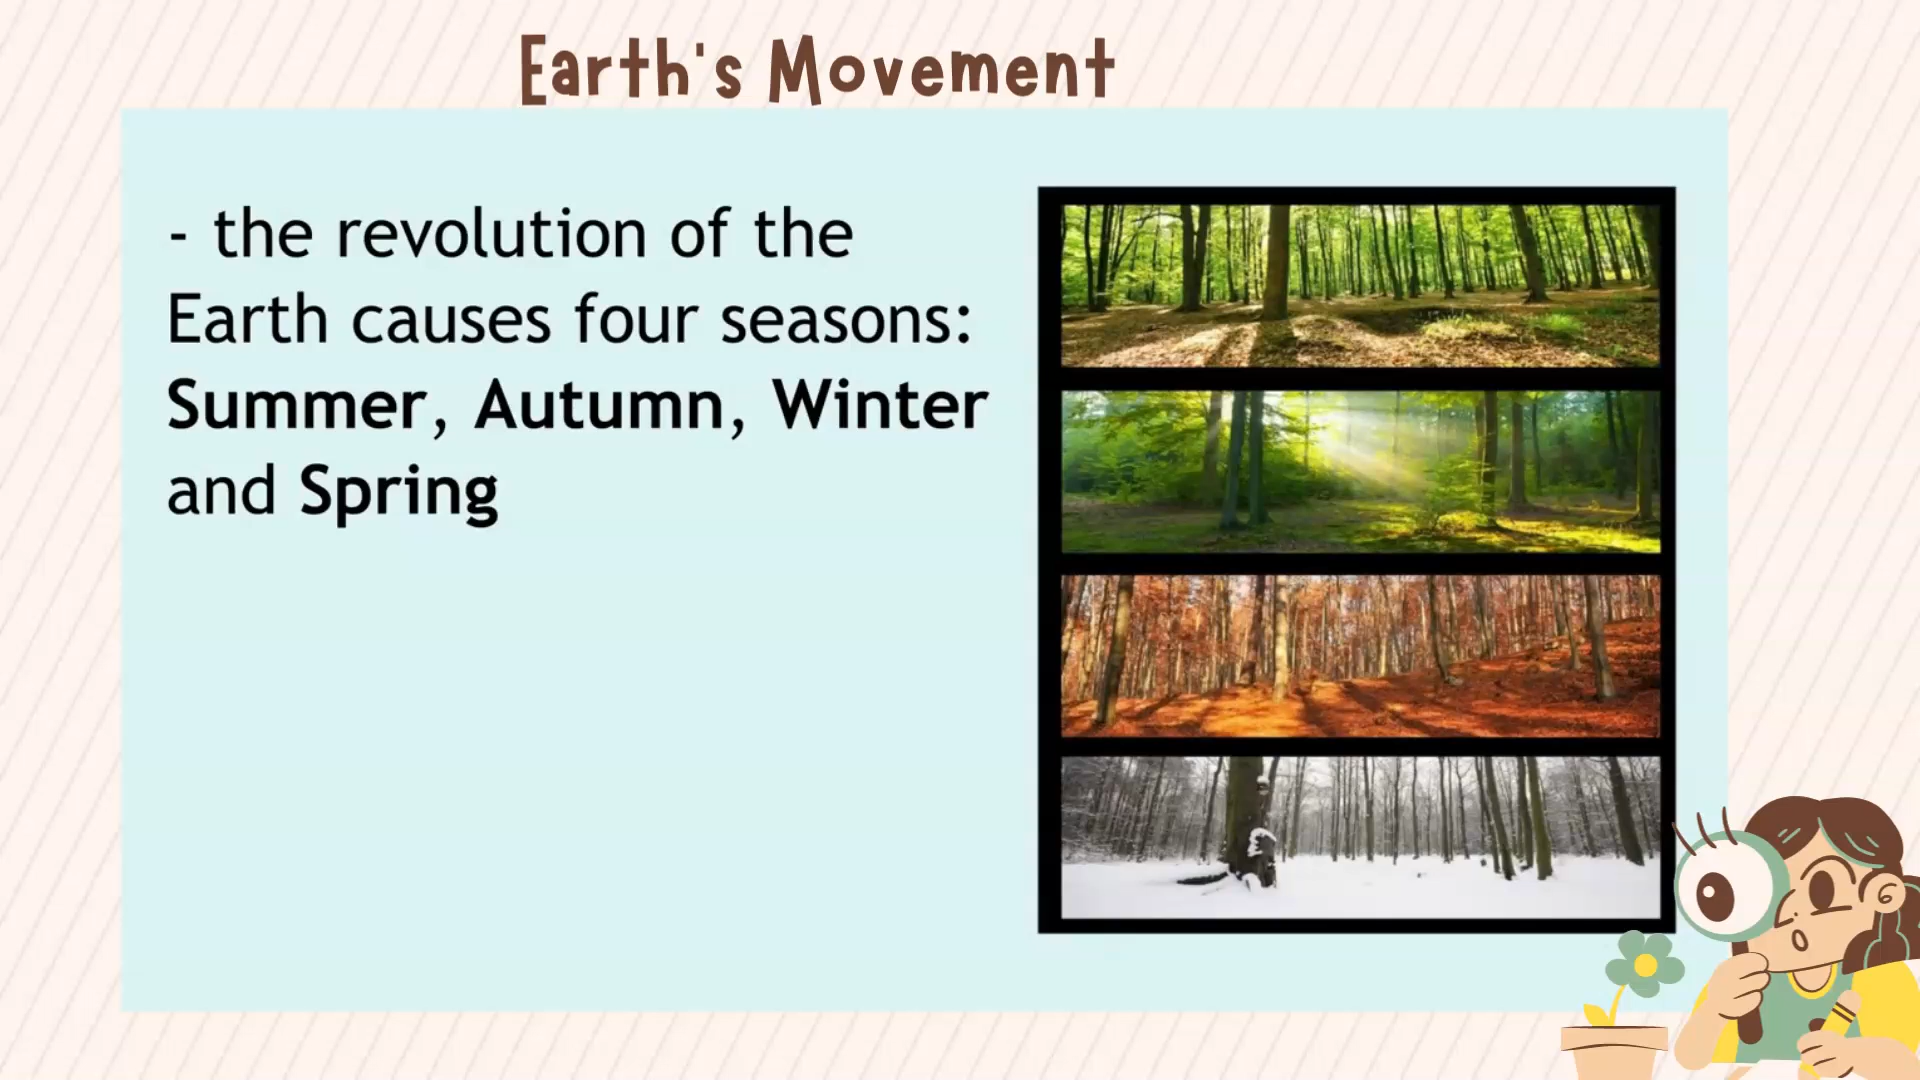 Earth's Movement
- the revolution of the
Earth causes four seasons:
Summer, Autumn, Winter
and Spring